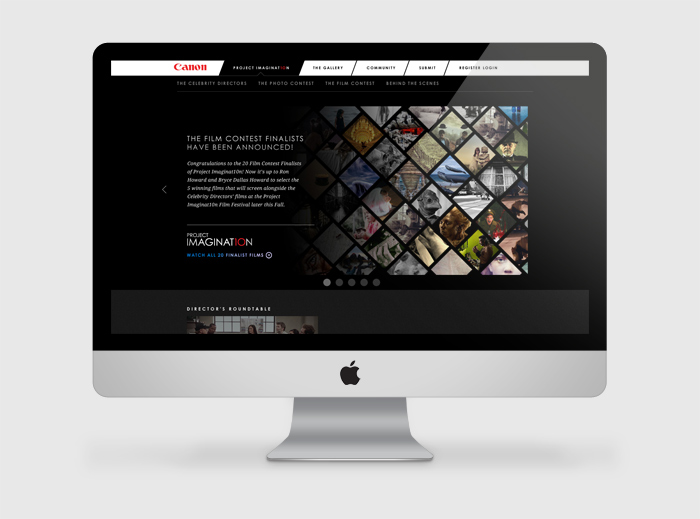 Canon
PROJECT IMAGINAT10N
THE GALLERY
COMMUNITY
SUBMIT
REGISTER LOGIN
THE CELEBRITY DIRECTORS
THE PHOTO CONTEST
THE FILM CONTEST
BEHIND THE SCENES
THE FILM CONTEST FINALISTS
HAVE BEEN ANNOUNCED!
Congratulations to the 20 Film Contest Finalists
of Project Imaginat10n! Now it's up to Ron
Howard and Bryce Dallas Howard to select the
5 winning films that will screen alongside the
Celebrity Directors' films at the Project
Imaginat10n Film Festival later this Fall.
PROJECT
IMAGINAT10N
WATCH ALL 20 FINALIST FILMS
DIRECTOR'S ROUNDTABLE